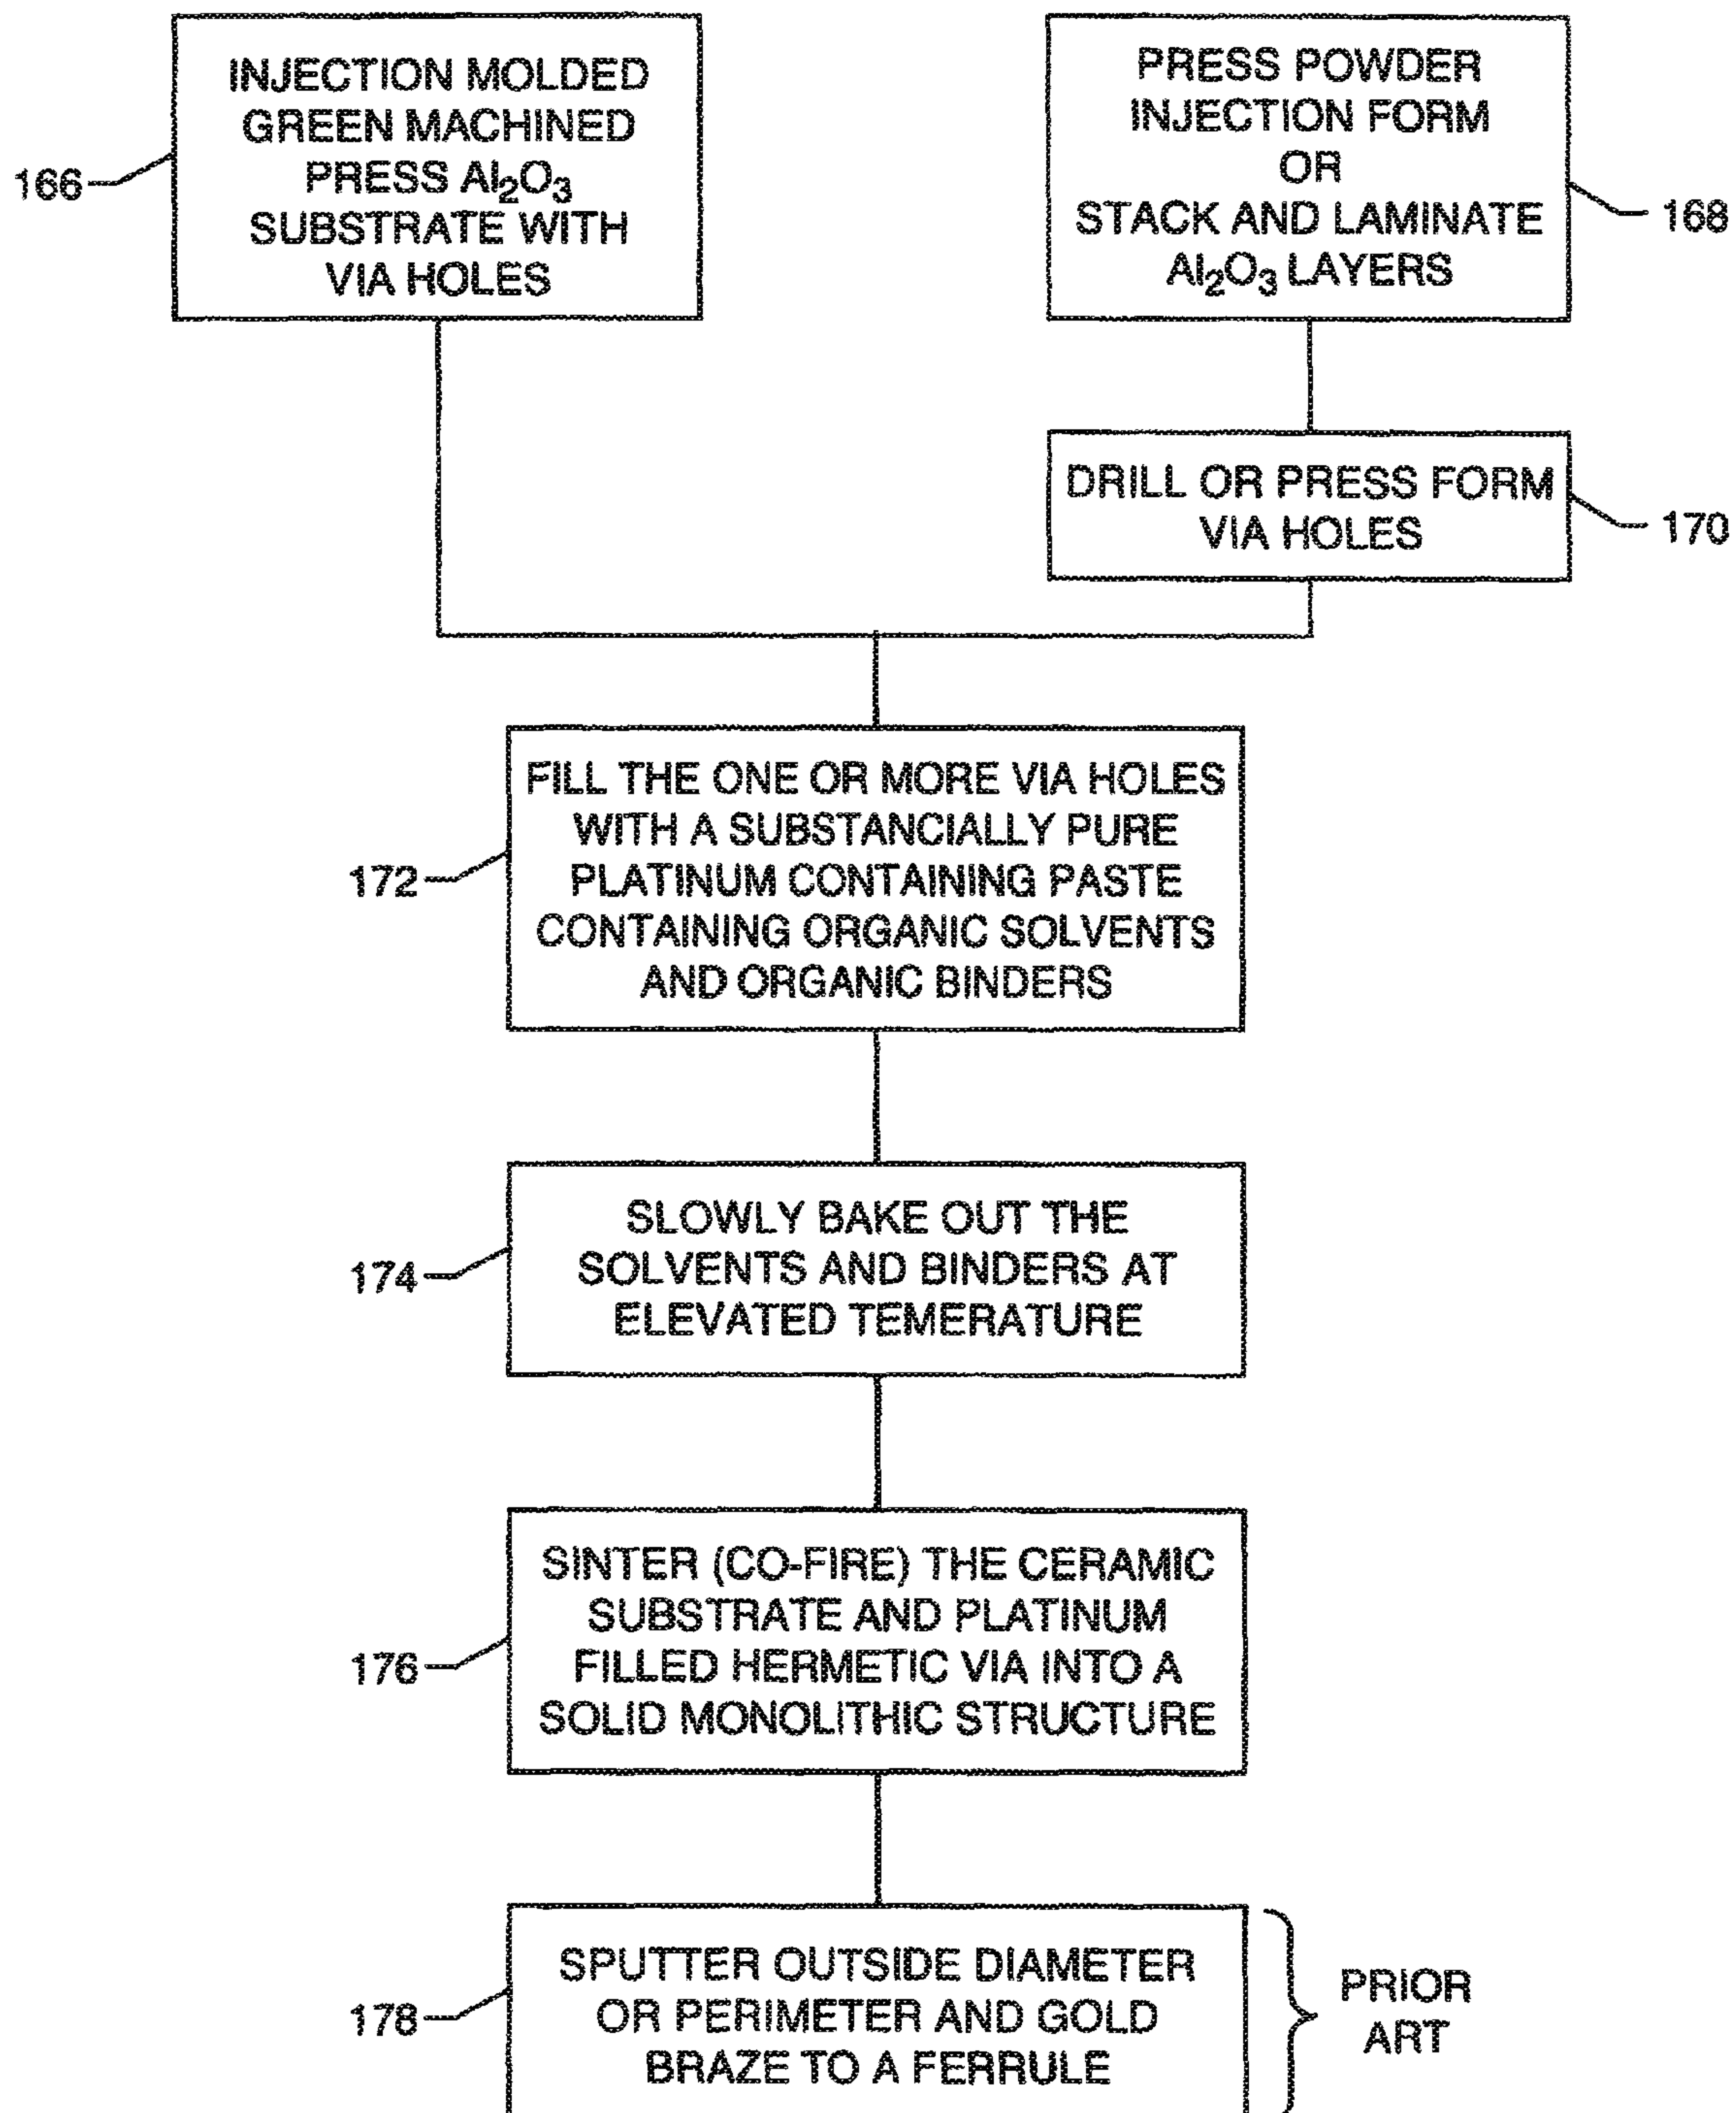 INJECTION MOLDED
GREEN MACHINED
PRESS Al₂O₃
SUBSTRATE WITH
VIA HOLES
166
PRESS POWDER
INJECTION FORM
OR
STACK AND LAMINATE
Al₂O₃ LAYERS
168
DRILL OR PRESS FORM
VIA HOLES
170
FILL THE ONE OR MORE VIA HOLES
WITH A SUBSTANCIALLY PURE
PLATINUM CONTAINING PASTE
CONTAINING ORGANIC SOLVENTS
AND ORGANIC BINDERS
172
SLOWLY BAKE OUT THE
SOLVENTS AND BINDERS AT
ELEVATED TEMERATURE
174
SINTER (CO-FIRE) THE CERAMIC
SUBSTRATE AND PLATINUM
FILLED HERMETIC VIA INTO A
SOLID MONOLITHIC STRUCTURE
176
SPUTTER OUTSIDE DIAMETER
OR PERIMETER AND GOLD
BRAZE TO A FERRULE
178
PRIOR
ART